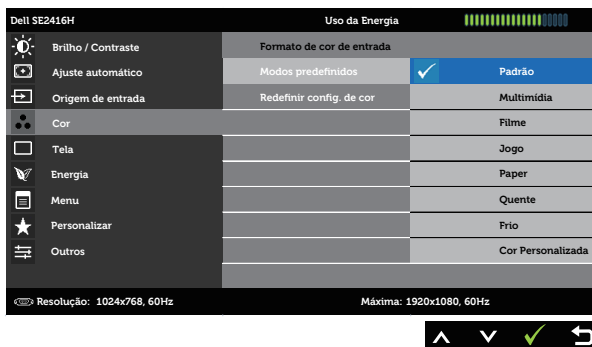 Dell SE2416H Uso da Energia
Brilho / Contraste Formato de cor de entrada
Ajuste automático Modos predefinidos Padrão
Origem de entrada Redefinir config. de cor Multimídia
Cor Filme
Tela Jogo
Energia Paper
Menu Quente
Personalizar Frio
Outros Cor Personalizada
Resolução: 1024x768, 60Hz Máxima: 1920x1080, 60Hz